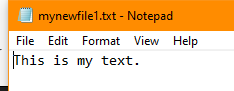 mynewfile1.txt - Notepad
File Edit Format View Help
This is my text.